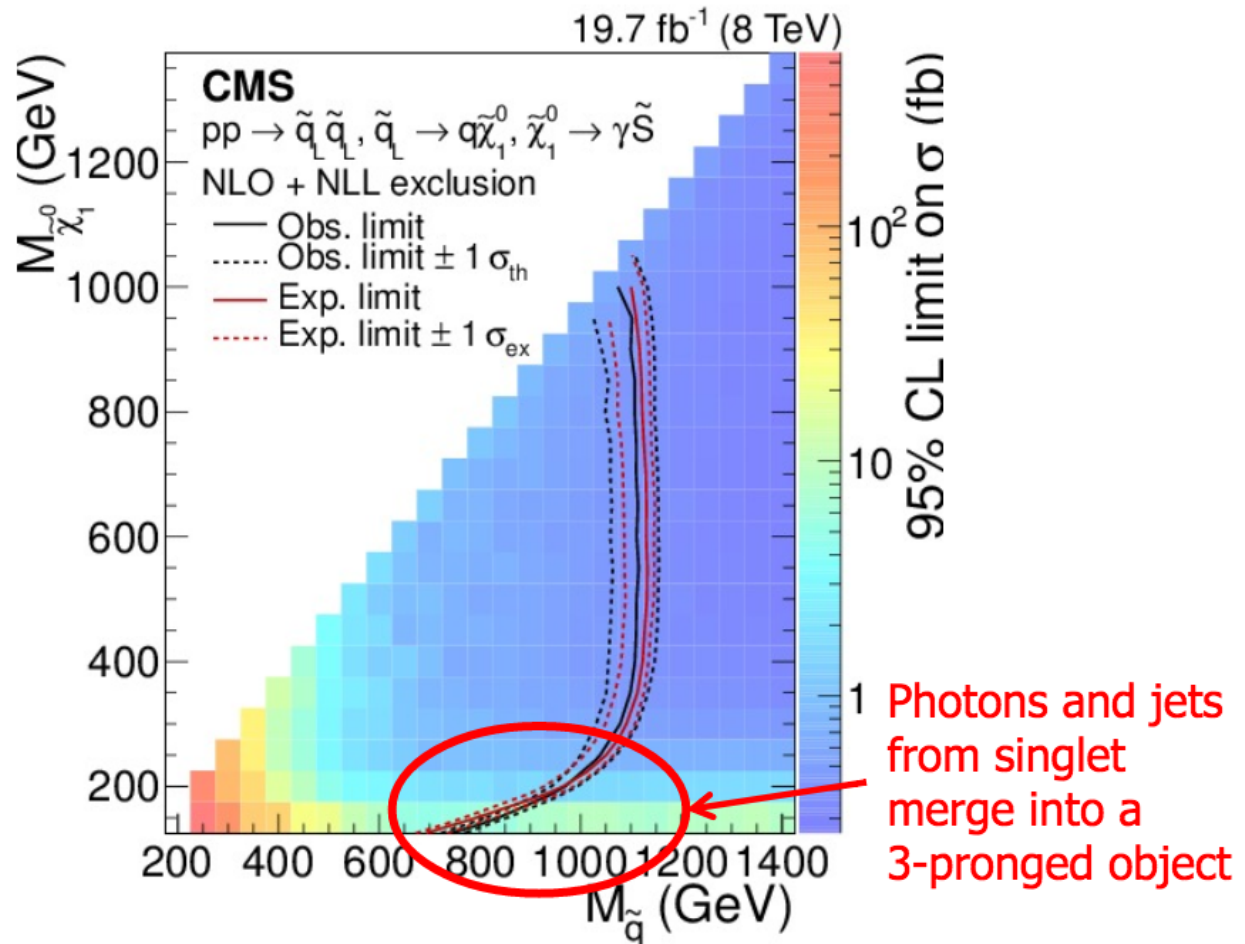 19.7 fb⁻¹ (8 TeV)
CMS
pp → q̃_L q̃_L, q̃_L → qχ̃₁⁰, χ̃₁⁰ → γS̃
NLO + NLL exclusion
Obs. limit
Obs. limit ± 1 σ_th
Exp. limit
Exp. limit ± 1 σ_ex
M_χ̃₁⁰ (GeV)
1200
1000
800
600
400
200
200 400 600 800 1000 1200 1400
M_q̃ (GeV)
10²
10
1
95% CL limit on σ (fb)
Photons and jets
from singlet
merge into a
3-pronged object